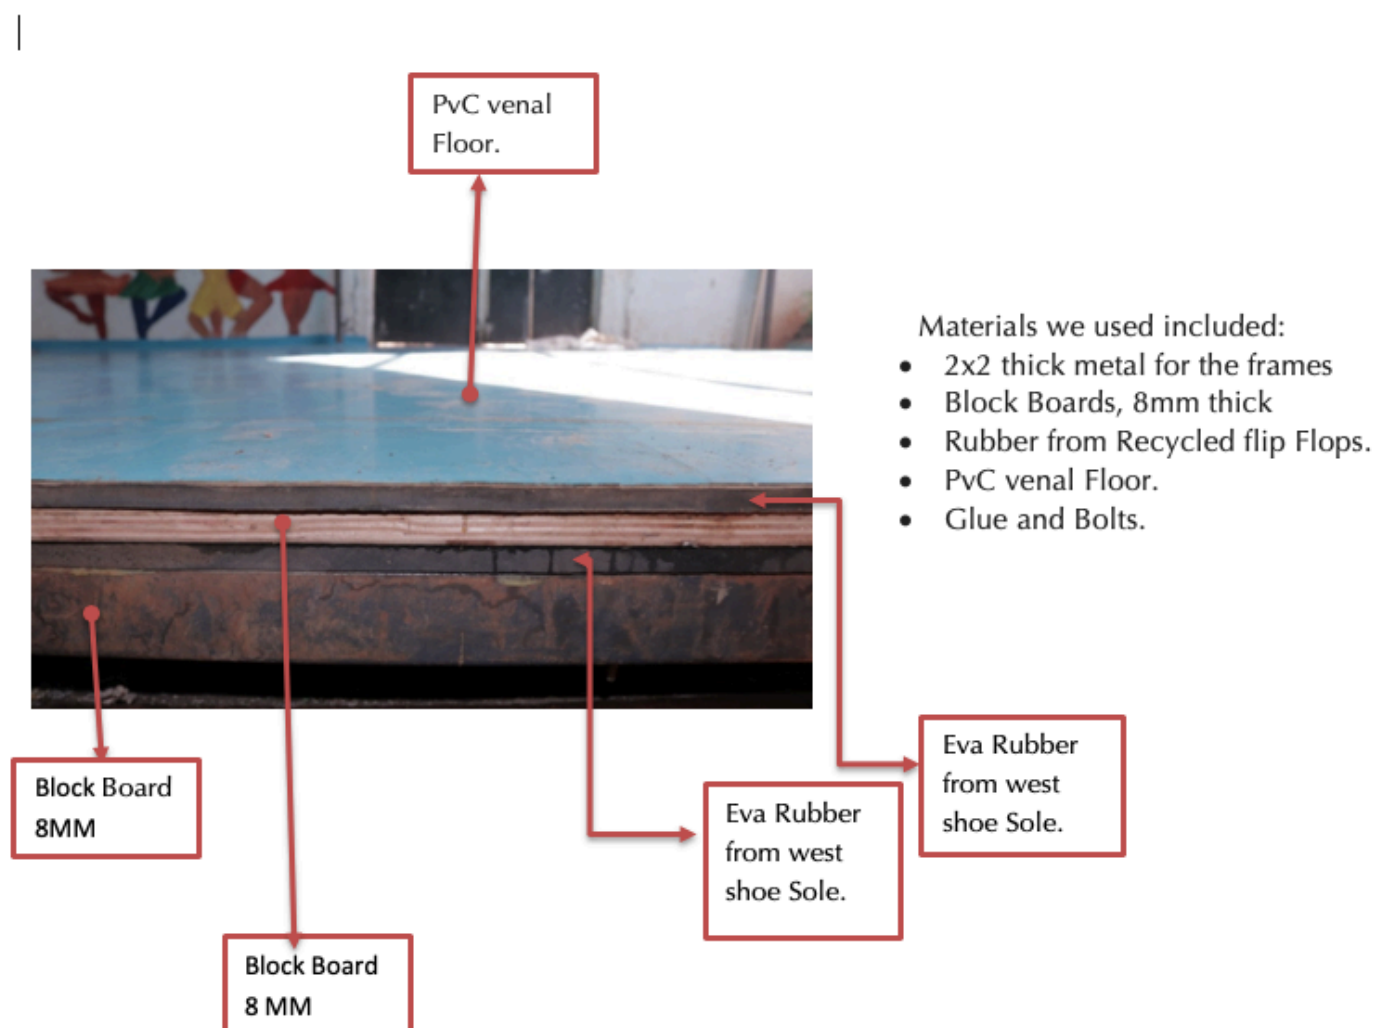 PvC venal
Floor.
Materials we used included:
• 2x2 thick metal for the frames
• Block Boards, 8mm thick
• Rubber from Recycled flip Flops.
• PvC venal Floor.
• Glue and Bolts.
Eva Rubber
from west
shoe Sole.
Eva Rubber
from west
shoe Sole.
Block Board
8MM
Block Board
8 MM